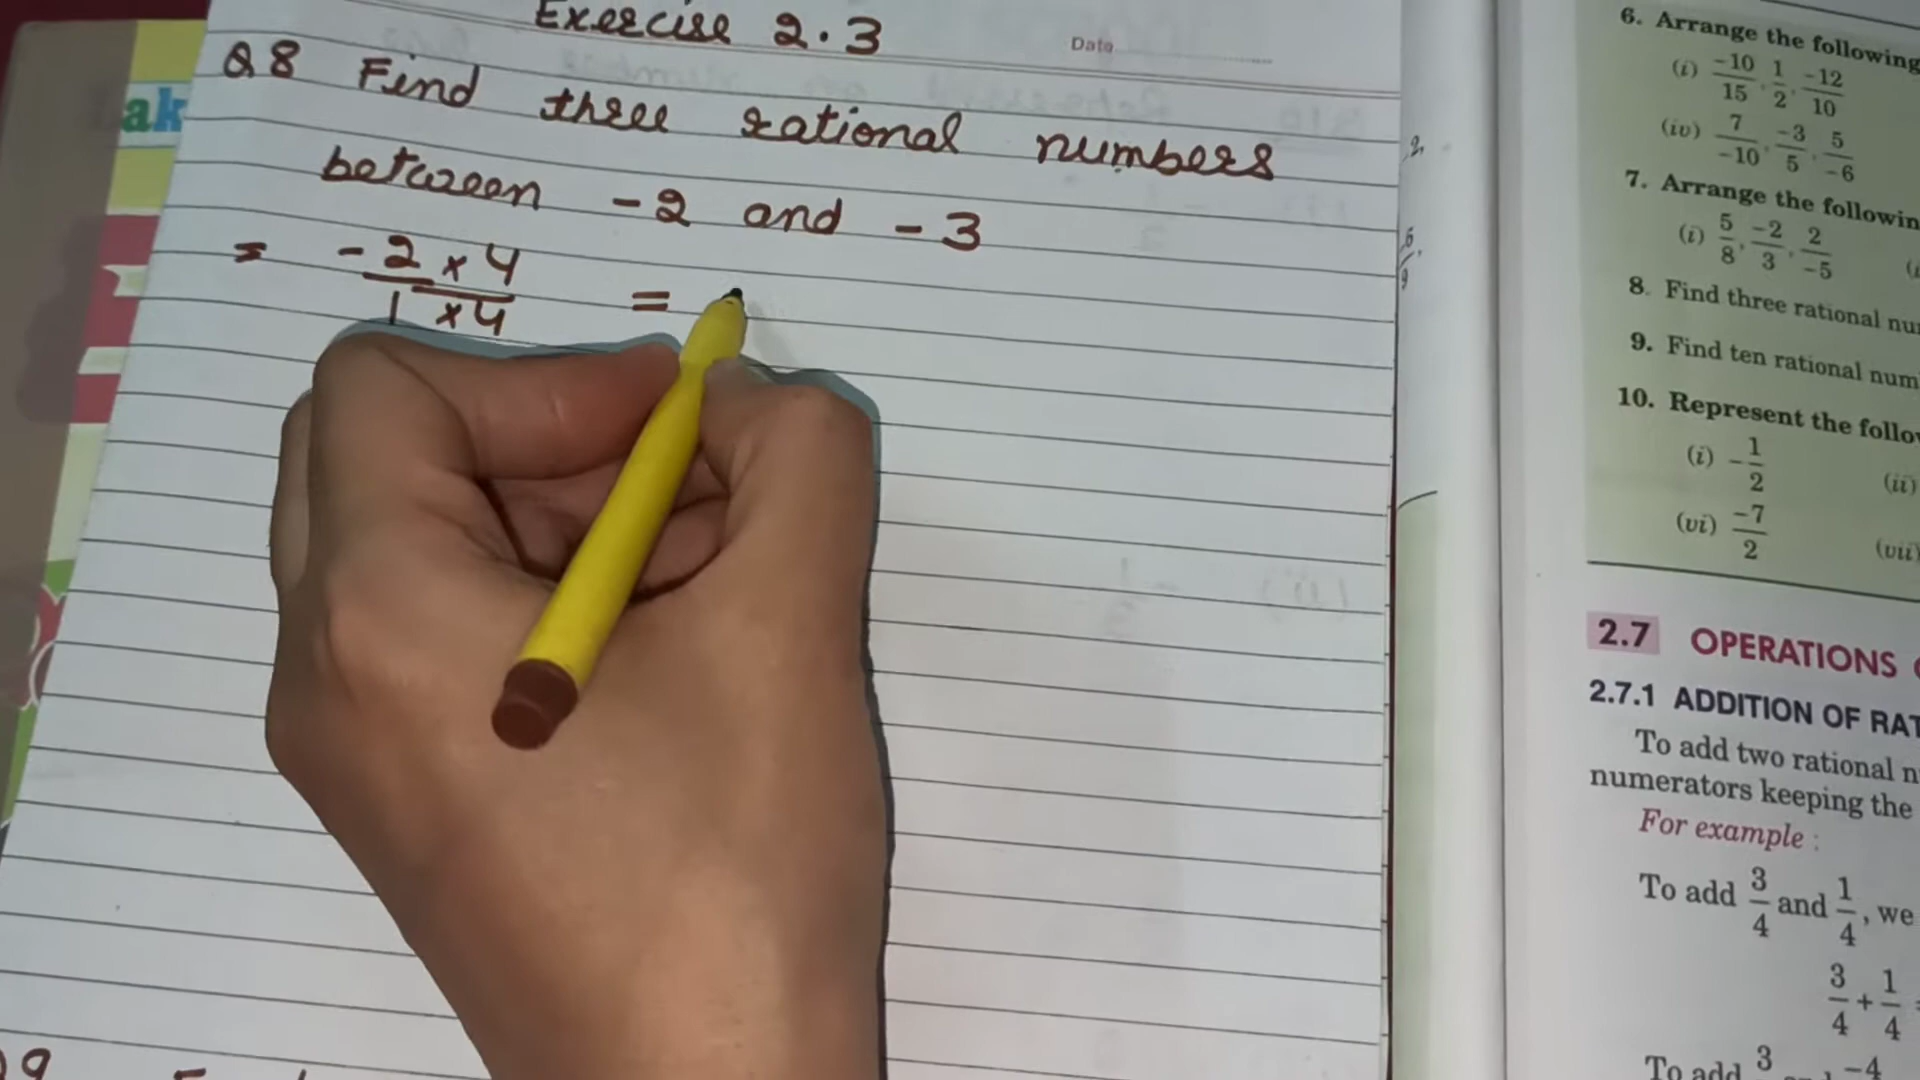 Exercise 2.3
Date
Q8 Find three rational numbers
between -2 and -3
= -2 × 4 / 1 × 4 =
ak
6. Arrange the following
(i) -10/15, 1/2, -12/10
(iv) 7/-10, -3/5, 5/-6
7. Arrange the followin
(i) 5/8, -2/3, 2/-5
8. Find three rational nu
9. Find ten rational num
10. Represent the follo
(i) -1/2 (ii)
(vi) -7/2 (vii)
2.7 OPERATIONS
2.7.1 ADDITION OF RAT
To add two rational n
numerators keeping the
For example :
To add 3/4 and 1/4, we
3/4 + 1/4
To add 3 -4